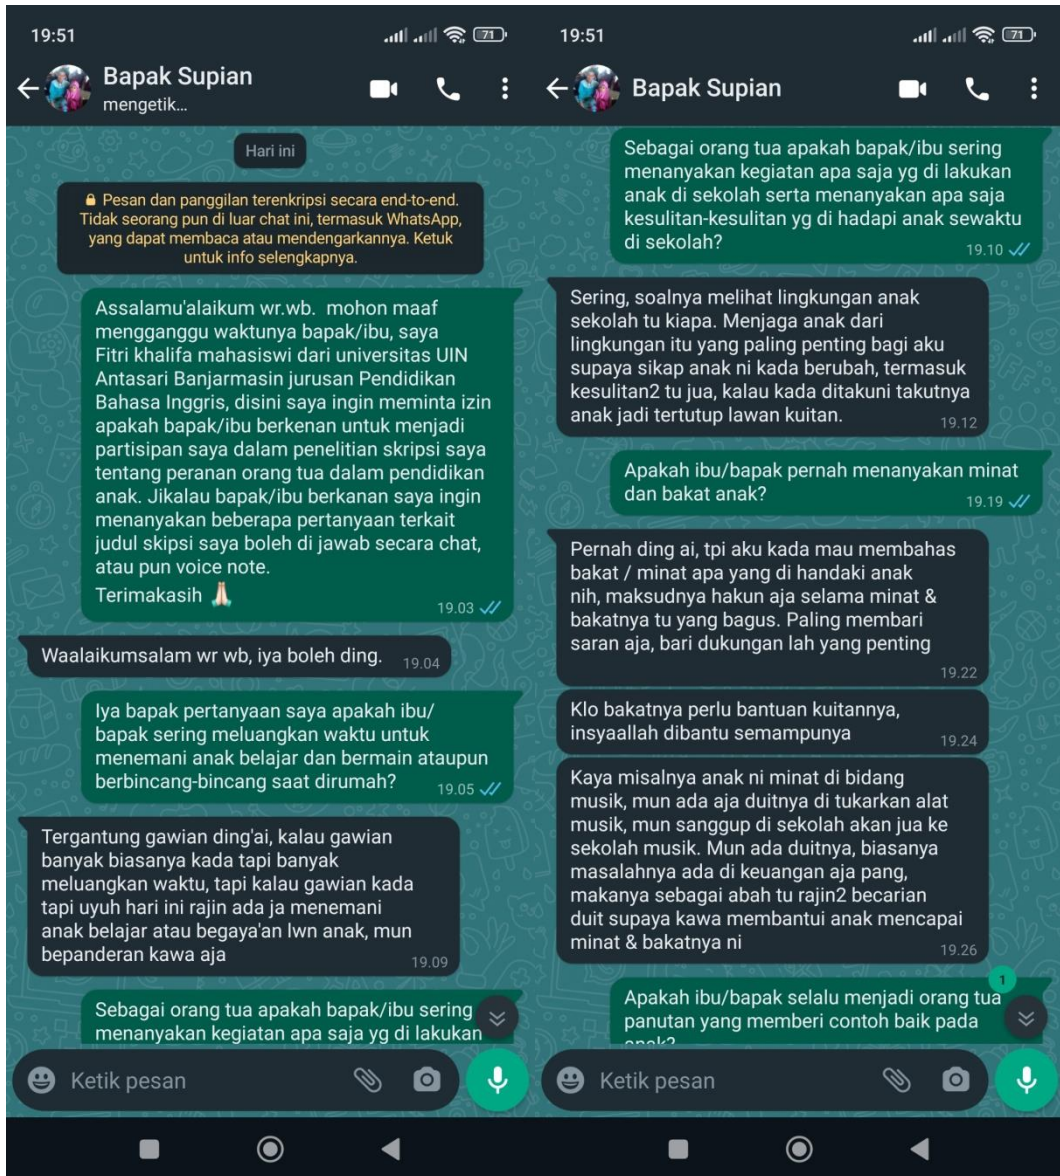 19:51
71
Bapak Supian
mengetik...
Hari ini
Pesan dan panggilan terenkripsi secara end-to-end.
Tidak seorang pun di luar chat ini, termasuk WhatsApp,
yang dapat membaca atau mendengarkannya. Ketuk
untuk info selengkapnya.
Assalamu'alaikum wr.wb. mohon maaf
mengganggu waktunya bapak/ibu, saya
Fitri khalifa mahasiswi dari universitas UIN
Antasari Banjarmasin jurusan Pendidikan
Bahasa Inggris, disini saya ingin meminta izin
apakah bapak/ibu berkenan untuk menjadi
partisipan saya dalam penelitian skripsi saya
tentang peranan orang tua dalam pendidikan
anak. Jikalau bapak/ibu berkanan saya ingin
menanyakan beberapa pertanyaan terkait
judul skipsi saya boleh di jawab secara chat,
atau pun voice note.
Terimakasih 🙏🏻
19.03
Waalaikumsalam wr wb, iya boleh ding.
19.04
Iya bapak pertanyaan saya apakah ibu/
bapak sering meluangkan waktu untuk
menemani anak belajar dan bermain ataupun
berbincang-bincang saat dirumah?
19.05
Tergantung gawian ding'ai, kalau gawian
banyak biasanya kada tapi banyak
meluangkan waktu, tapi kalau gawian kada
tapi uyuh hari ini rajin ada ja menemani
anak belajar atau begaya'an lwn anak, mun
bepanderan kawa aja
19.09
Sebagai orang tua apakah bapak/ibu sering
menanyakan kegiatan apa saja yg di lakukan
Ketik pesan
19:51
71
Bapak Supian
Sebagai orang tua apakah bapak/ibu sering
menanyakan kegiatan apa saja yg di lakukan
anak di sekolah serta menanyakan apa saja
kesulitan-kesulitan yg di hadapi anak sewaktu
di sekolah?
19.10
Sering, soalnya melihat lingkungan anak
sekolah tu kiapa. Menjaga anak dari
lingkungan itu yang paling penting bagi aku
supaya sikap anak ni kada berubah, termasuk
kesulitan2 tu jua, kalau kada ditakuni takutnya
anak jadi tertutup lawan kuitan.
19.12
Apakah ibu/bapak pernah menanyakan minat
dan bakat anak?
19.19
Pernah ding ai, tpi aku kada mau membahas
bakat / minat apa yang di handaki anak
nih, maksudnya hakun aja selama minat &
bakatnya tu yang bagus. Paling membari
saran aja, bari dukungan lah yang penting
19.22
Klo bakatnya perlu bantuan kuitannya,
insyaallah dibantu semampunya
19.24
Kaya misalnya anak ni minat di bidang
musik, mun ada aja duitnya di tukarkan alat
musik, mun sanggup di sekolah akan jua ke
sekolah musik. Mun ada duitnya, biasanya
masalahnya ada di keuangan aja pang,
makanya sebagai abah tu rajin2 becarian
duit supaya kawa membantui anak mencapai
minat & bakatnya ni
19.26
1
Apakah ibu/bapak selalu menjadi orang tua
panutan yang memberi contoh baik pada
anak?
Ketik pesan